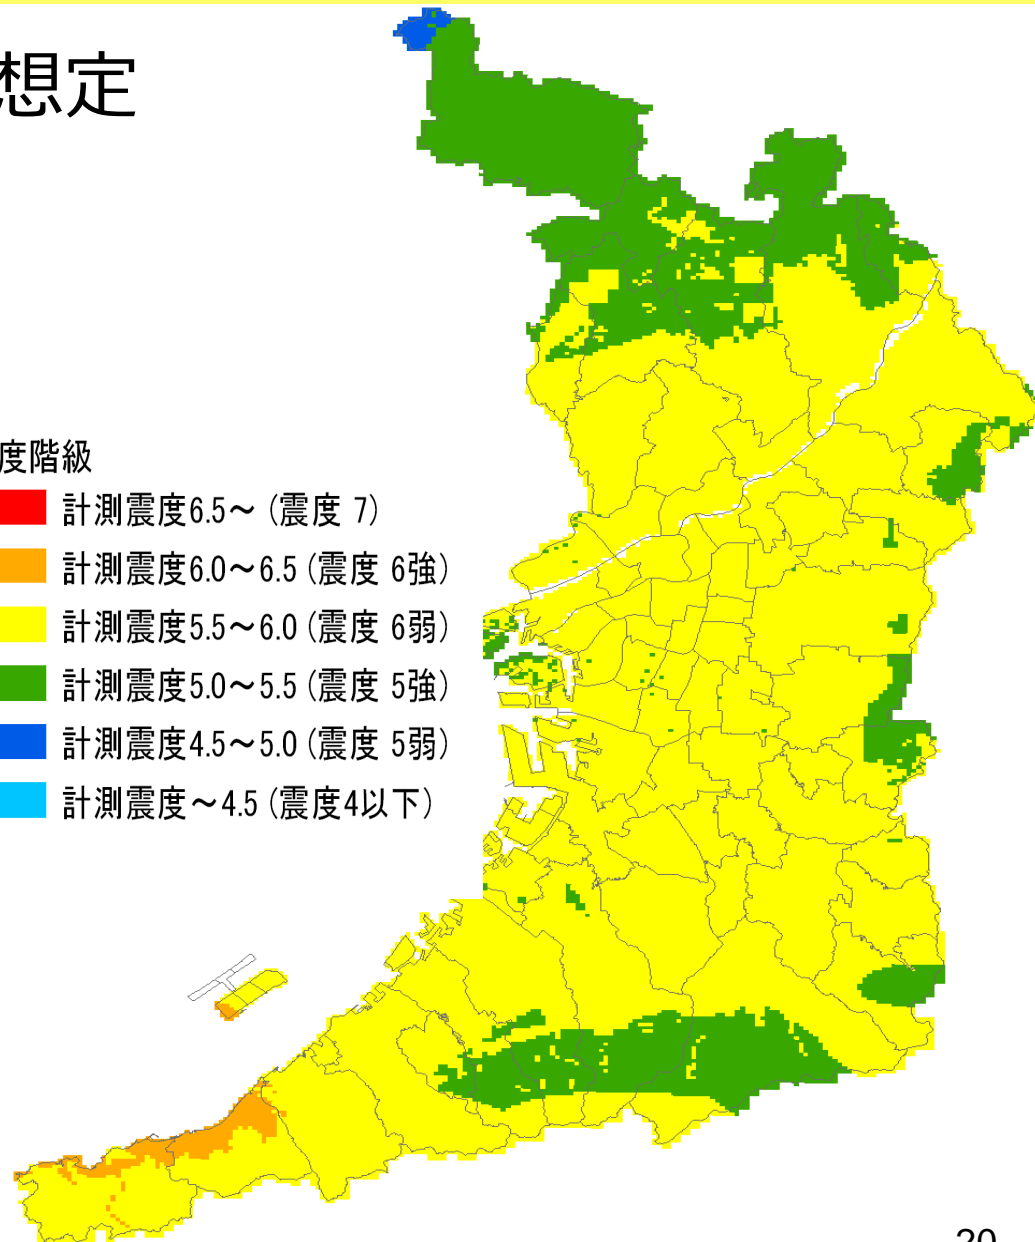 想定
度階級
計測震度6.5～ (震度 7)
計測震度6.0～6.5 (震度 6強)
計測震度5.5～6.0 (震度 6弱)
計測震度5.0～5.5 (震度 5強)
計測震度4.5～5.0 (震度 5弱)
計測震度～4.5 (震度4以下)
20